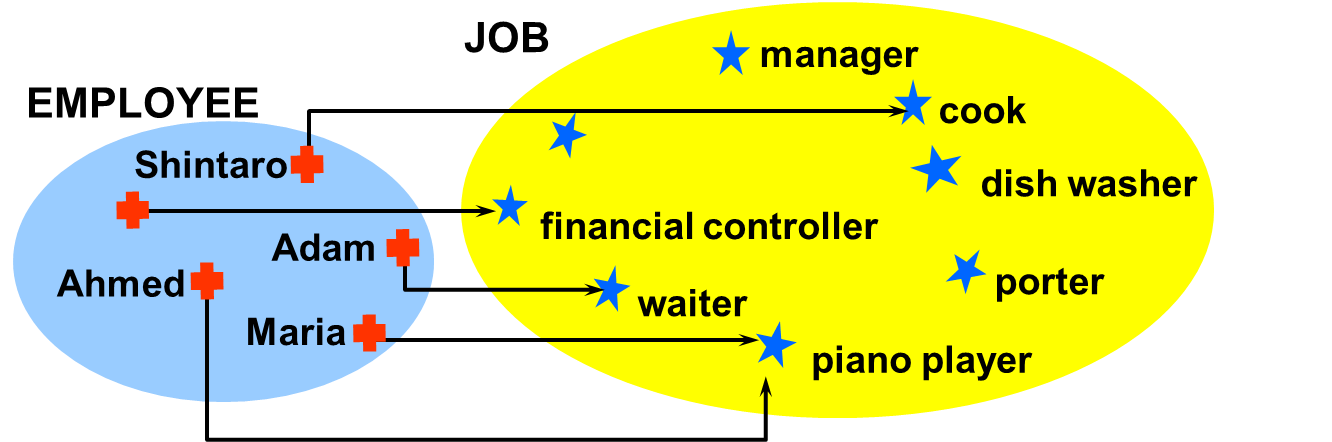 JOB
manager
EMPLOYEE
cook
Shintaro
dish washer
financial controller
Adam
Ahmed
porter
waiter
Maria
piano player